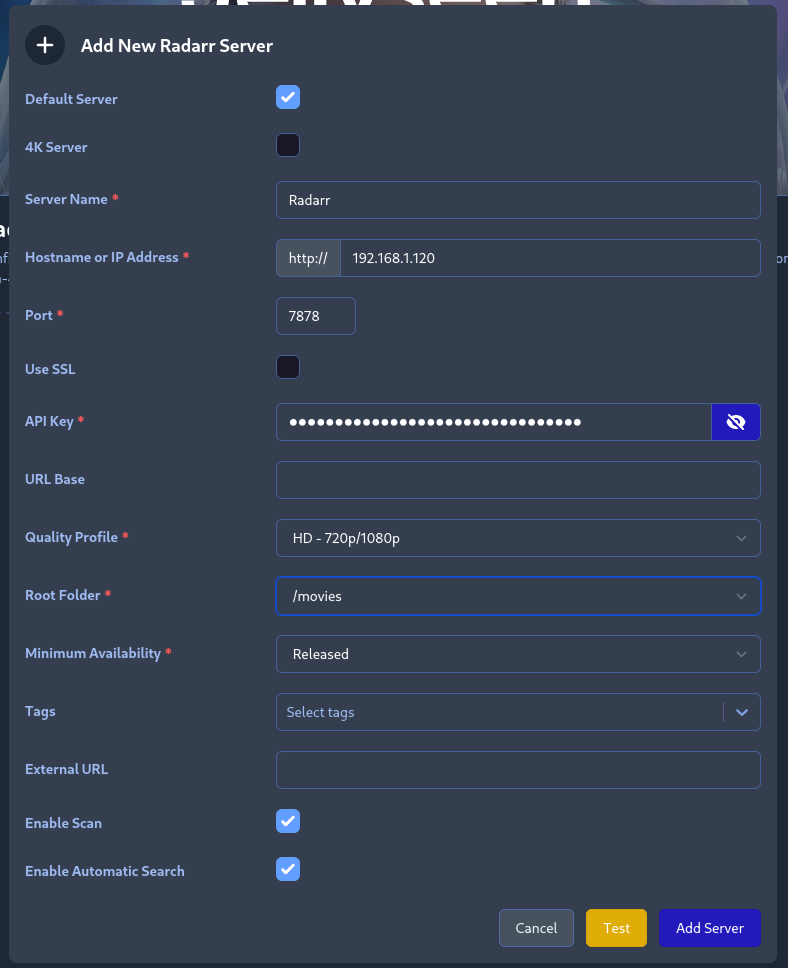 Add New Radarr Server
Default Server
4K Server
Server Name *
Radarr
Hostname or IP Address *
http:// 192.168.1.120
Port *
7878
Use SSL
API Key *
●●●●●●●●●●●●●●●●●●●●●●●●●●●●●●●●
URL Base
Quality Profile *
HD - 720p/1080p
Root Folder *
/movies
Minimum Availability *
Released
Tags
Select tags
External URL
Enable Scan
Enable Automatic Search
Cancel Test Add Server